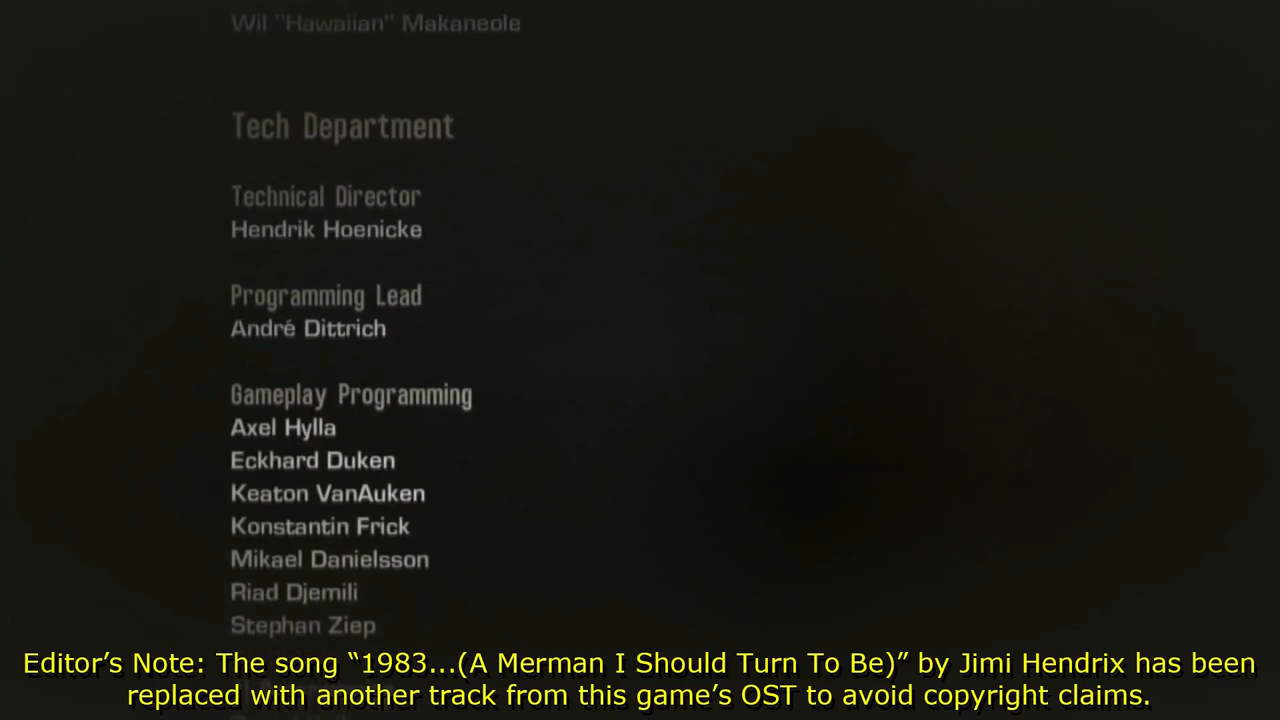 Wil "Hawaiian" Makaneole
Tech Department
Technical Director
Hendrik Hoenicke
Programming Lead
André Dittrich
Gameplay Programming
Axel Hylla
Eckhard Duken
Keaton VanAuken
Konstantin Frick
Mikael Danielsson
Riad Djemili
Stephan Ziep
Editor’s Note: The song “1983...(A Merman I Should Turn To Be)” by Jimi Hendrix has been
replaced with another track from this game’s OST to avoid copyright claims.